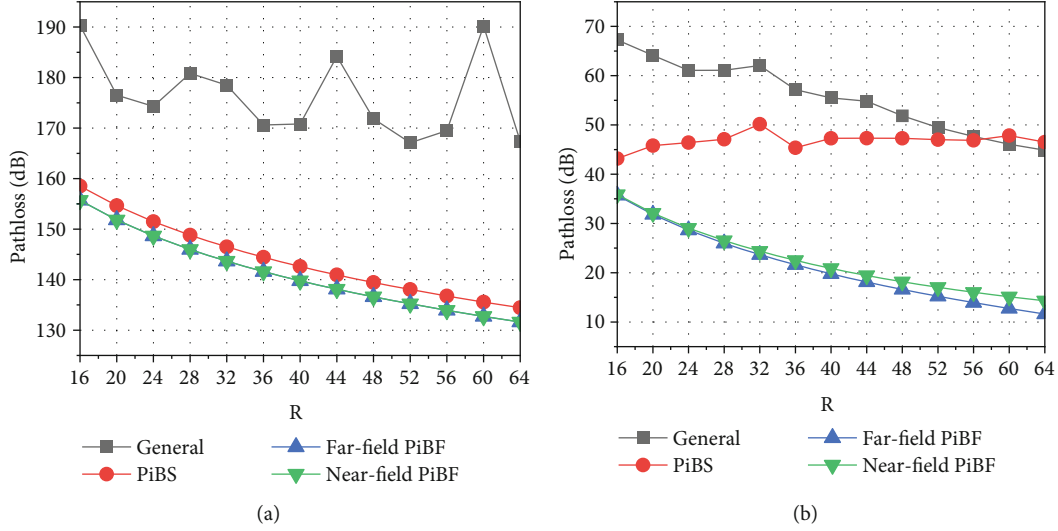 190
180
170
160
150
140
130
Pathloss (dB)
16 20 24 28 32 36 40 44 48 52 56 60 64
R
General
Far-field PiBF
PiBS
Near-field PiBF
(a)
70
60
50
40
30
20
10
Pathloss (dB)
16 20 24 28 32 36 40 44 48 52 56 60 64
R
General
Far-field PiBF
PiBS
Near-field PiBF
(b)